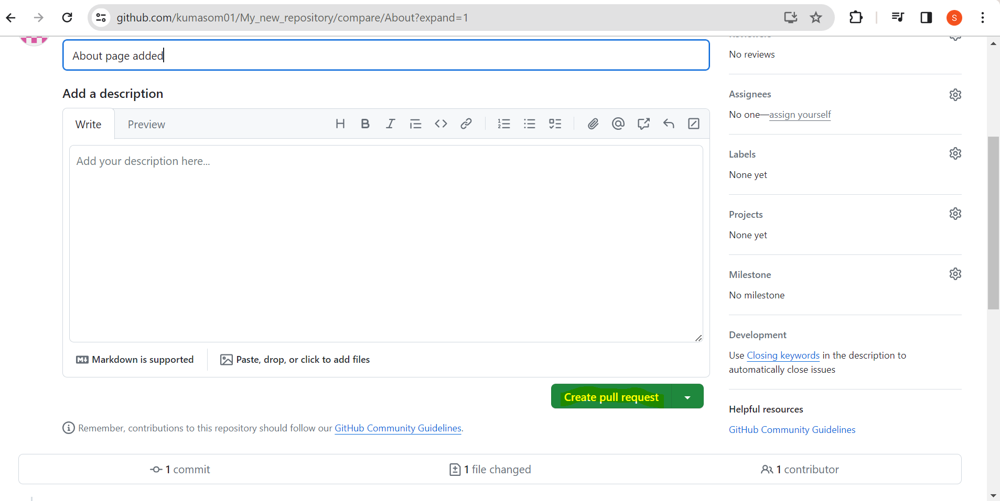 github.com/kumasom01/My_new_repository/compare/About?expand=1
S
About page added
Add a description
Write Preview
H B I
Add your description here...
Markdown is supported
Paste, drop, or click to add files
Create pull request
Remember, contributions to this repository should follow our GitHub Community Guidelines.
Reviewers
No reviews
Assignees
No one—assign yourself
Labels
None yet
Projects
None yet
Milestone
No milestone
Development
Use Closing keywords in the description to
automatically close issues
Helpful resources
GitHub Community Guidelines
1 commit
1 file changed
1 contributor